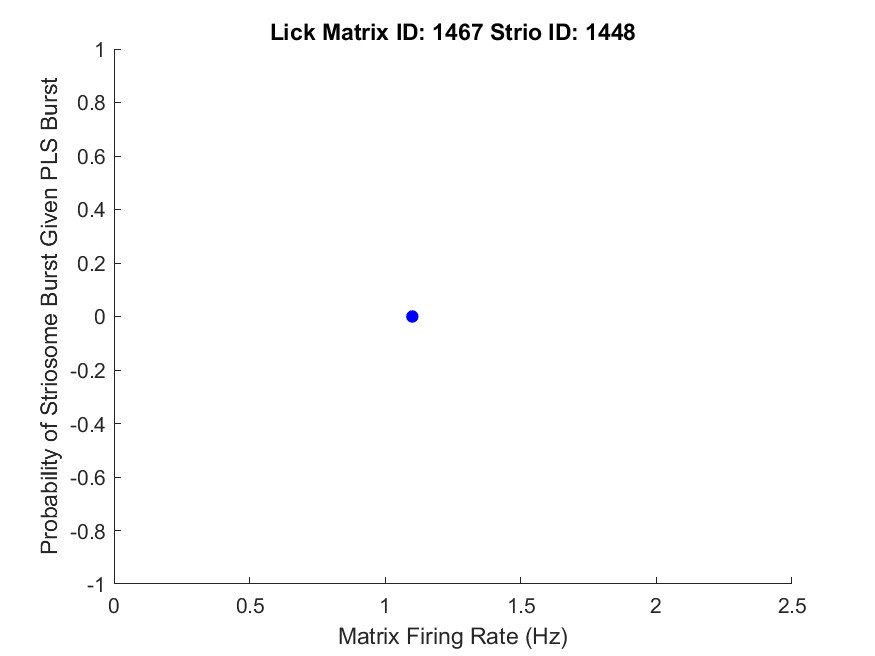 Lick Matrix ID: 1467 Strio ID: 1448
Probability of Striosome Burst Given PLS Burst
1
0.8
0.6
0.4
0.2
0
-0.2
-0.4
-0.6
-0.8
-1
0 0.5 1 1.5 2 2.5
Matrix Firing Rate (Hz)